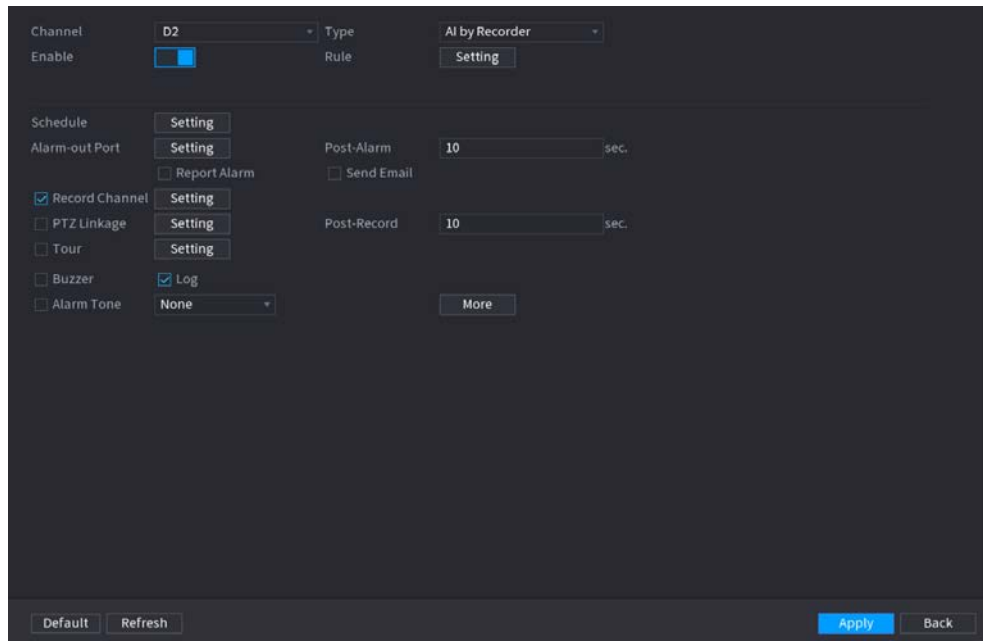 Channel D2 Type AI by Recorder
Enable Rule Setting
Schedule Setting
Alarm-out Port Setting Post-Alarm 10 sec.
Report Alarm Send Email
Record Channel Setting
PTZ Linkage Setting Post-Record 10 sec.
Tour Setting
Buzzer Log
Alarm Tone None More
Default Refresh Apply Back